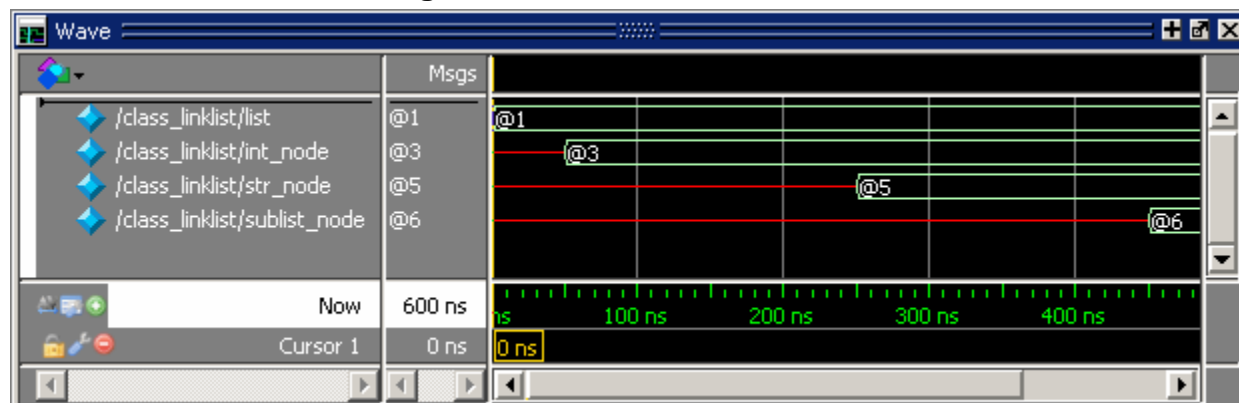 Wave
Msgs
/class_linklist/list @1 @1
/class_linklist/int_node @3 @3
/class_linklist/str_node @5 @5
/class_linklist/sublist_node @6 @6
Now 600 ns ns 100 ns 200 ns 300 ns 400 ns
Cursor 1 0 ns 0 ns